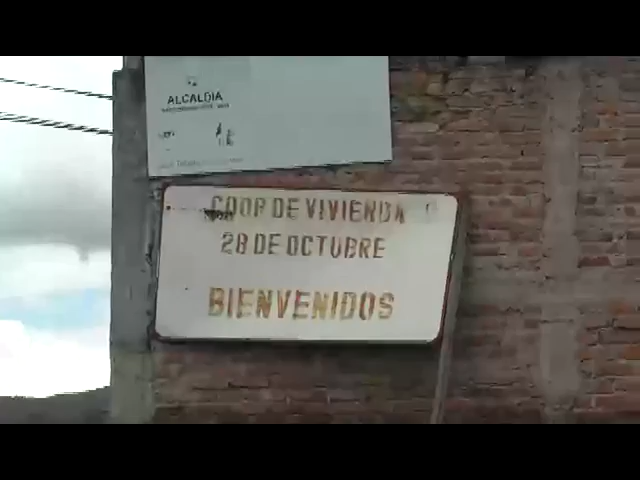 ALCALDIA
COOP DE VIVIENDA
28 DE OCTUBRE
BIENVENIDOS